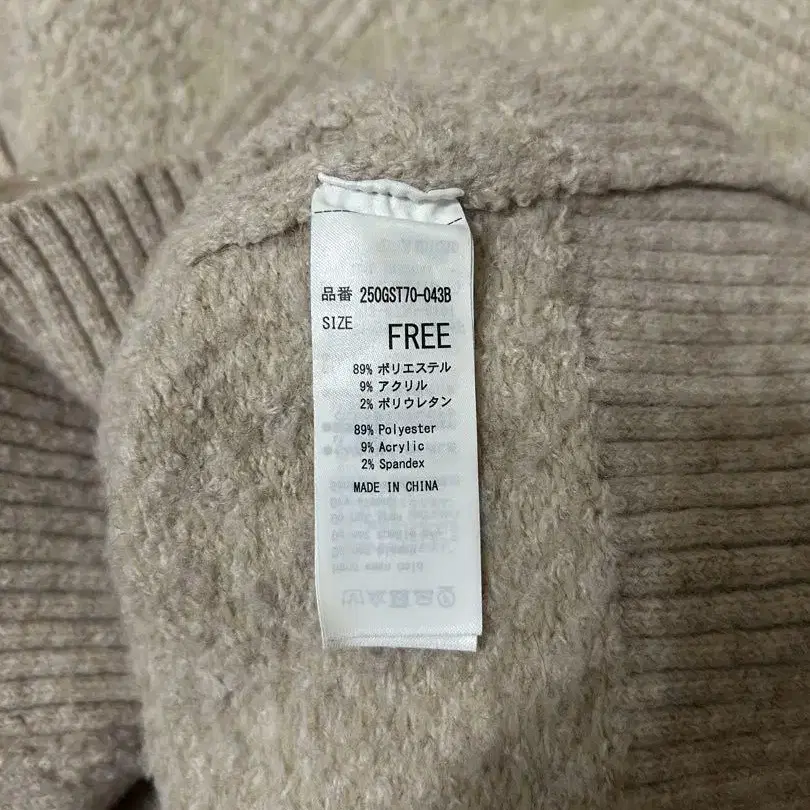 品番 250GST70-043B
SIZE FREE
89% ポリエステル
9% アクリル
2% ポリウレタン
89% Polyester
9% Acrylic
2% Spandex
MADE IN CHINA